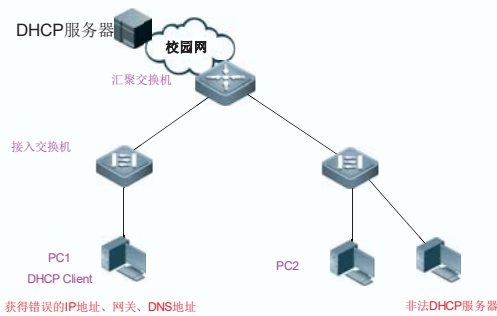 DHCP服务器
校园网
汇聚交换机
接入交换机
PC1
DHCP Client
PC2
获得错误的IP地址、网关、DNS地址
非法DHCP服务器